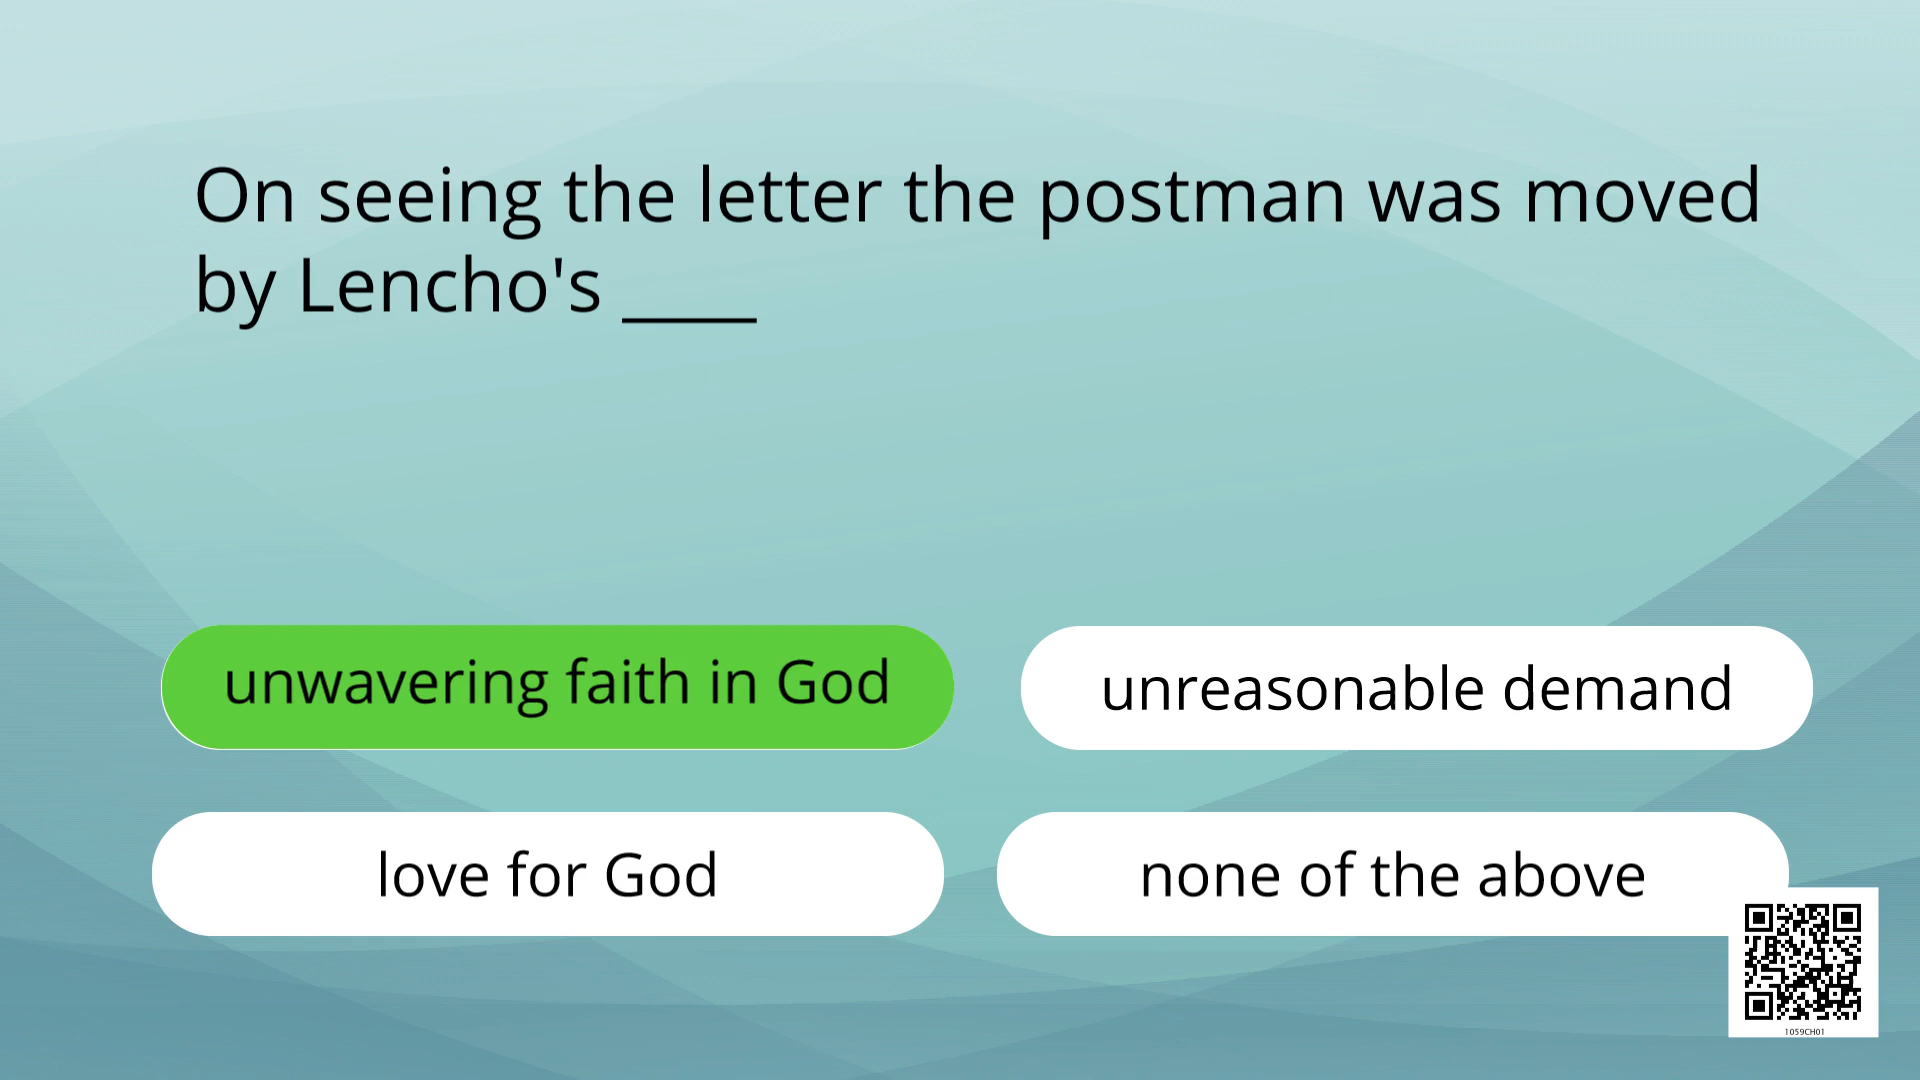 On seeing the letter the postman was moved
by Lencho's ____
unwavering faith in God
unreasonable demand
love for God
none of the above
1059CH01